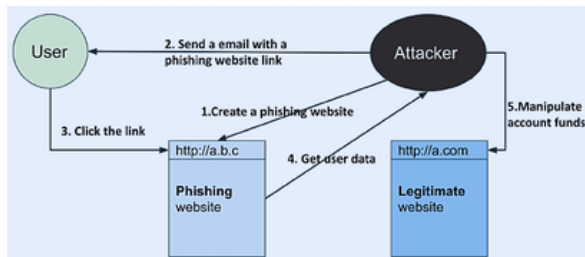 User
2. Send a email with a
phishing website link
Attacker
1.Create a phishing website
5.Manipulate
account funds
3. Click the link
http://a.b.c
4. Get user data
http://a.com
Phishing
website
Legitimate
website